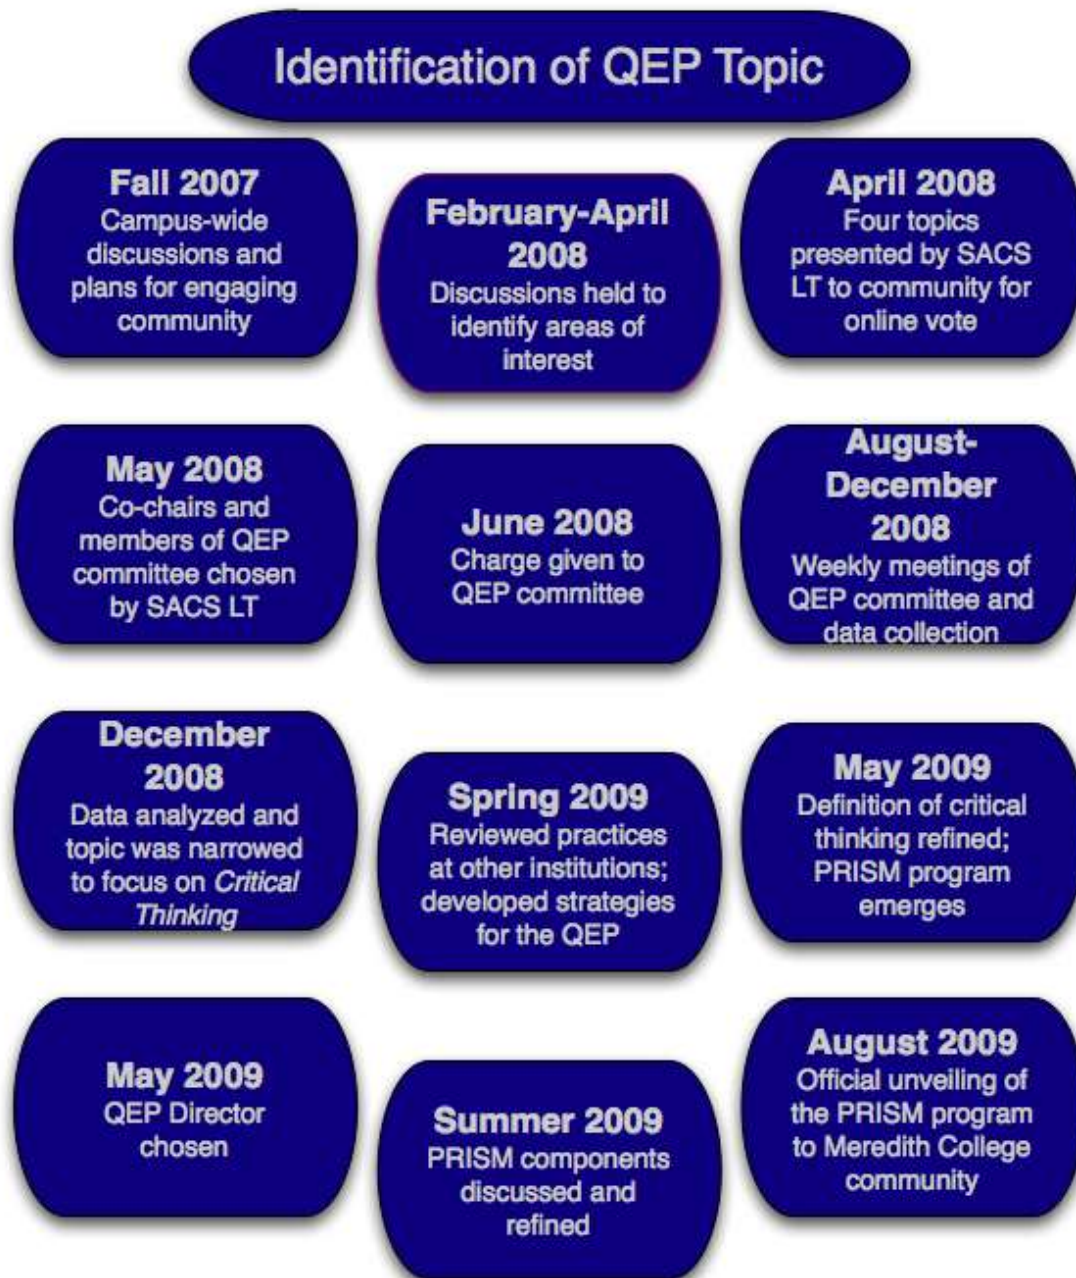 Identification of QEP Topic
Fall 2007
Campus-wide
discussions and
plans for engaging
community
February-April
2008
Discussions held to
identify areas of
interest
April 2008
Four topics
presented by SACS
LT to community for
online vote
May 2008
Co-chairs and
members of QEP
committee chosen
by SACS LT
June 2008
Charge given to
QEP committee
August-
December
2008
Weekly meetings of
QEP committee and
data collection
December
2008
Data analyzed and
topic was narrowed
to focus on Critical
Thinking
Spring 2009
Reviewed practices
at other institutions;
developed strategies
for the QEP
May 2009
Definition of critical
thinking refined;
PRISM program
emerges
May 2009
QEP Director
chosen
Summer 2009
PRISM components
discussed and
refined
August 2009
Official unveiling of
the PRISM program
to Meredith College
community